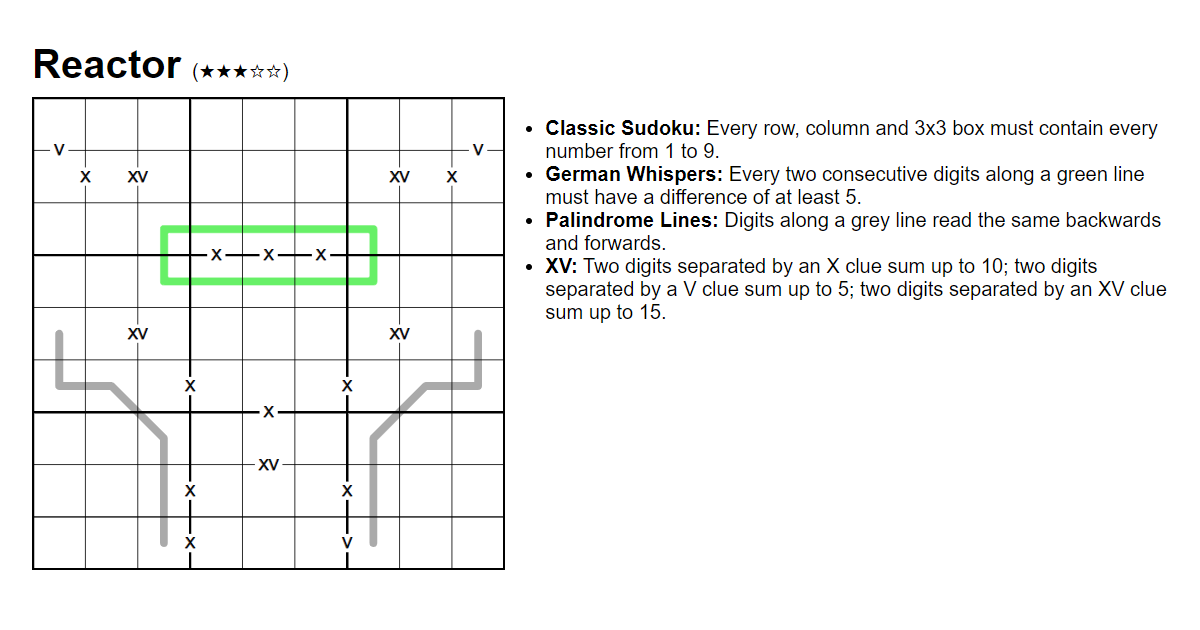 Reactor (★★★☆☆)
V V
X XV XV X
X X X
XV XV
X X
X
XV
X X
X V
• Classic Sudoku: Every row, column and 3x3 box must contain every
number from 1 to 9.
• German Whispers: Every two consecutive digits along a green line
must have a difference of at least 5.
• Palindrome Lines: Digits along a grey line read the same backwards
and forwards.
• XV: Two digits separated by an X clue sum up to 10; two digits
separated by a V clue sum up to 5; two digits separated by an XV clue
sum up to 15.